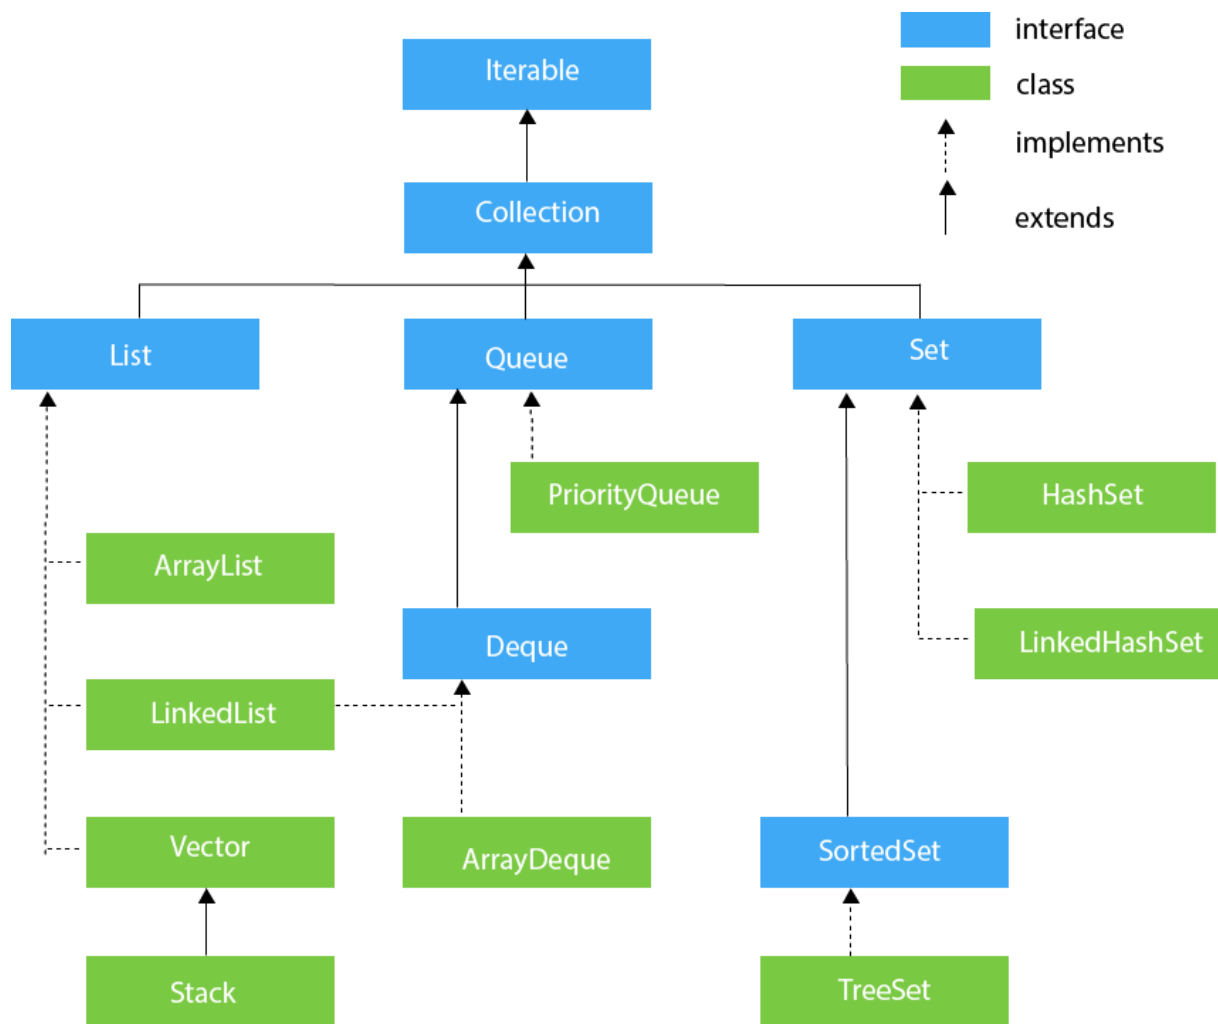 interface
Iterable
class
implements
Collection
extends
List
Queue
Set
PriorityQueue
HashSet
ArrayList
Deque
LinkedHashSet
LinkedList
Vector
ArrayDeque
SortedSet
Stack
TreeSet